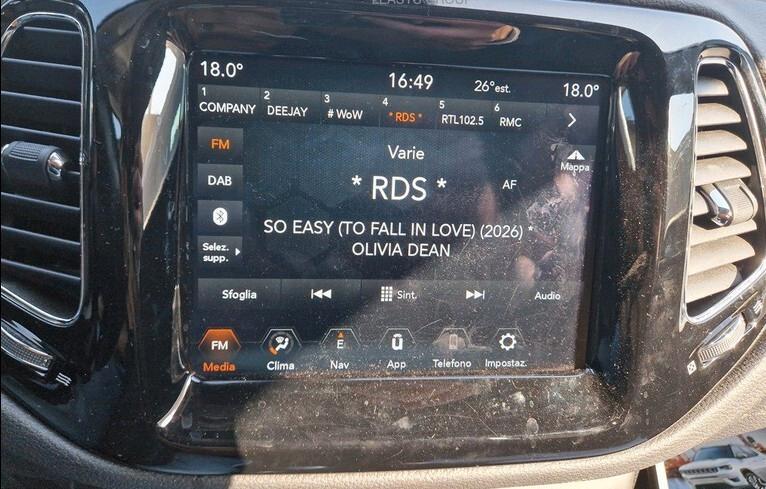 18.0°
16:49
26°est.
18.0°
1 COMPANY
2 DEEJAY
3 # WoW
4 * RDS *
5 RTL102.5
6 RMC
FM
Varie
Mappa
DAB
* RDS *
AF
SO EASY (TO FALL IN LOVE) (2026) *
OLIVIA DEAN
Selez.
supp.
Sfoglia
Sint.
Audio
FM
E
ū
Media
Clima
Nav
App
Telefono
Impostaz.